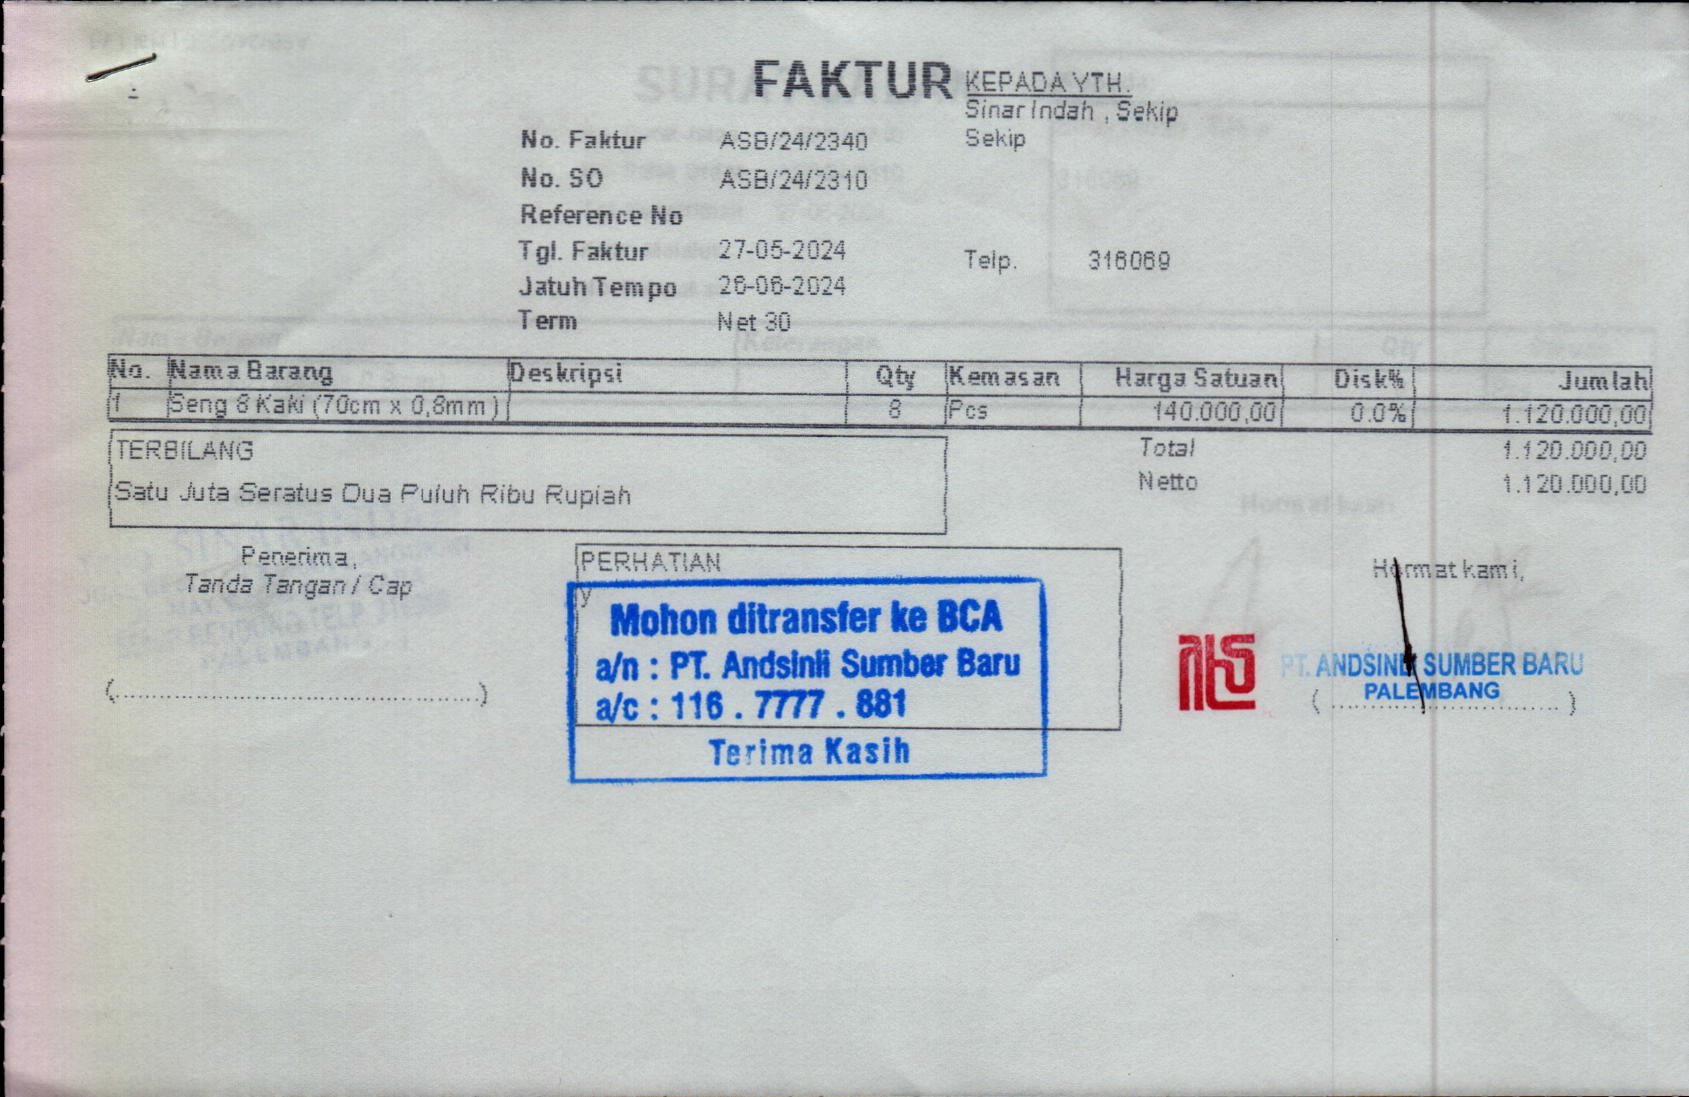 FAKTUR
KEPADA YTH.
Sinar Indah , Sekip
Sekip
No. Faktur ASB/24/2340
No. SO ASB/24/2310
Reference No
Tgl. Faktur 27-05-2024
Telp. 316069
Jatuh Tempo 26-06-2024
Term Net 30
No. Nama Barang Deskripsi Qty Kemasan Harga Satuan Disk% Jumlah
1 Seng 8 Kaki (70cm x 0,8mm) 8 Pcs 140.000,00 0.0% 1.120.000,00
TERBILANG
Satu Juta Seratus Dua Puluh Ribu Rupiah
Total 1.120.000,00
Netto 1.120.000,00
Penerima,
Tanda Tangan / Cap
(..........................................)
PERHATIAN
y
Mohon ditransfer ke BCA
a/n : PT. Andsinli Sumber Baru
a/c : 116 . 7777 . 881
Terima Kasih
Hormat kami,
PT. ANDSINLI SUMBER BARU
PALEMBANG
(..............................)